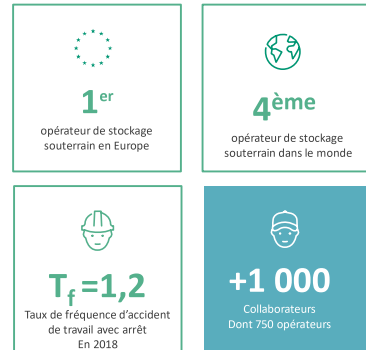 1er
opérateur de stockage
souterrain en Europe
4ème
opérateur de stockage
souterrain dans le monde
Tf =1,2
Taux de fréquence d'accident
de travail avec arrêt
En 2018
+1 000
Collaborateurs
Dont 750 opérateurs